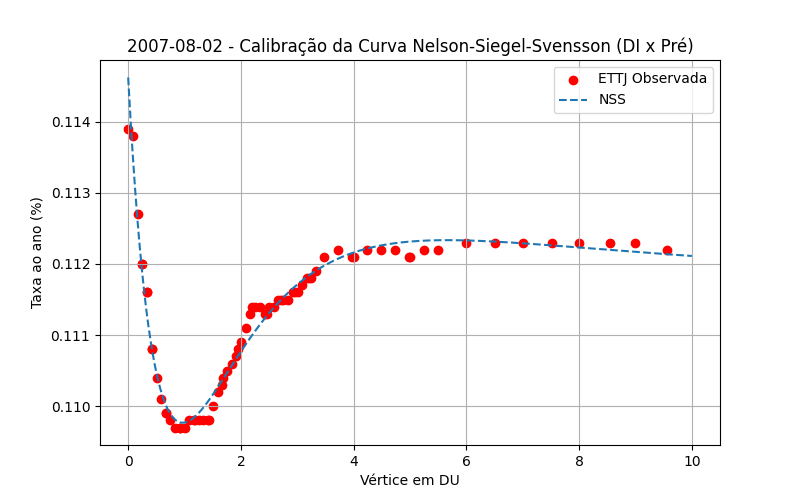 2007-08-02 - Calibração da Curva Nelson-Siegel-Svensson (DI x Pré)
ETTJ Observada
NSS
Taxa ao ano (%)
0.114
0.113
0.112
0.111
0.110
0 2 4 6 8 10
Vértice em DU